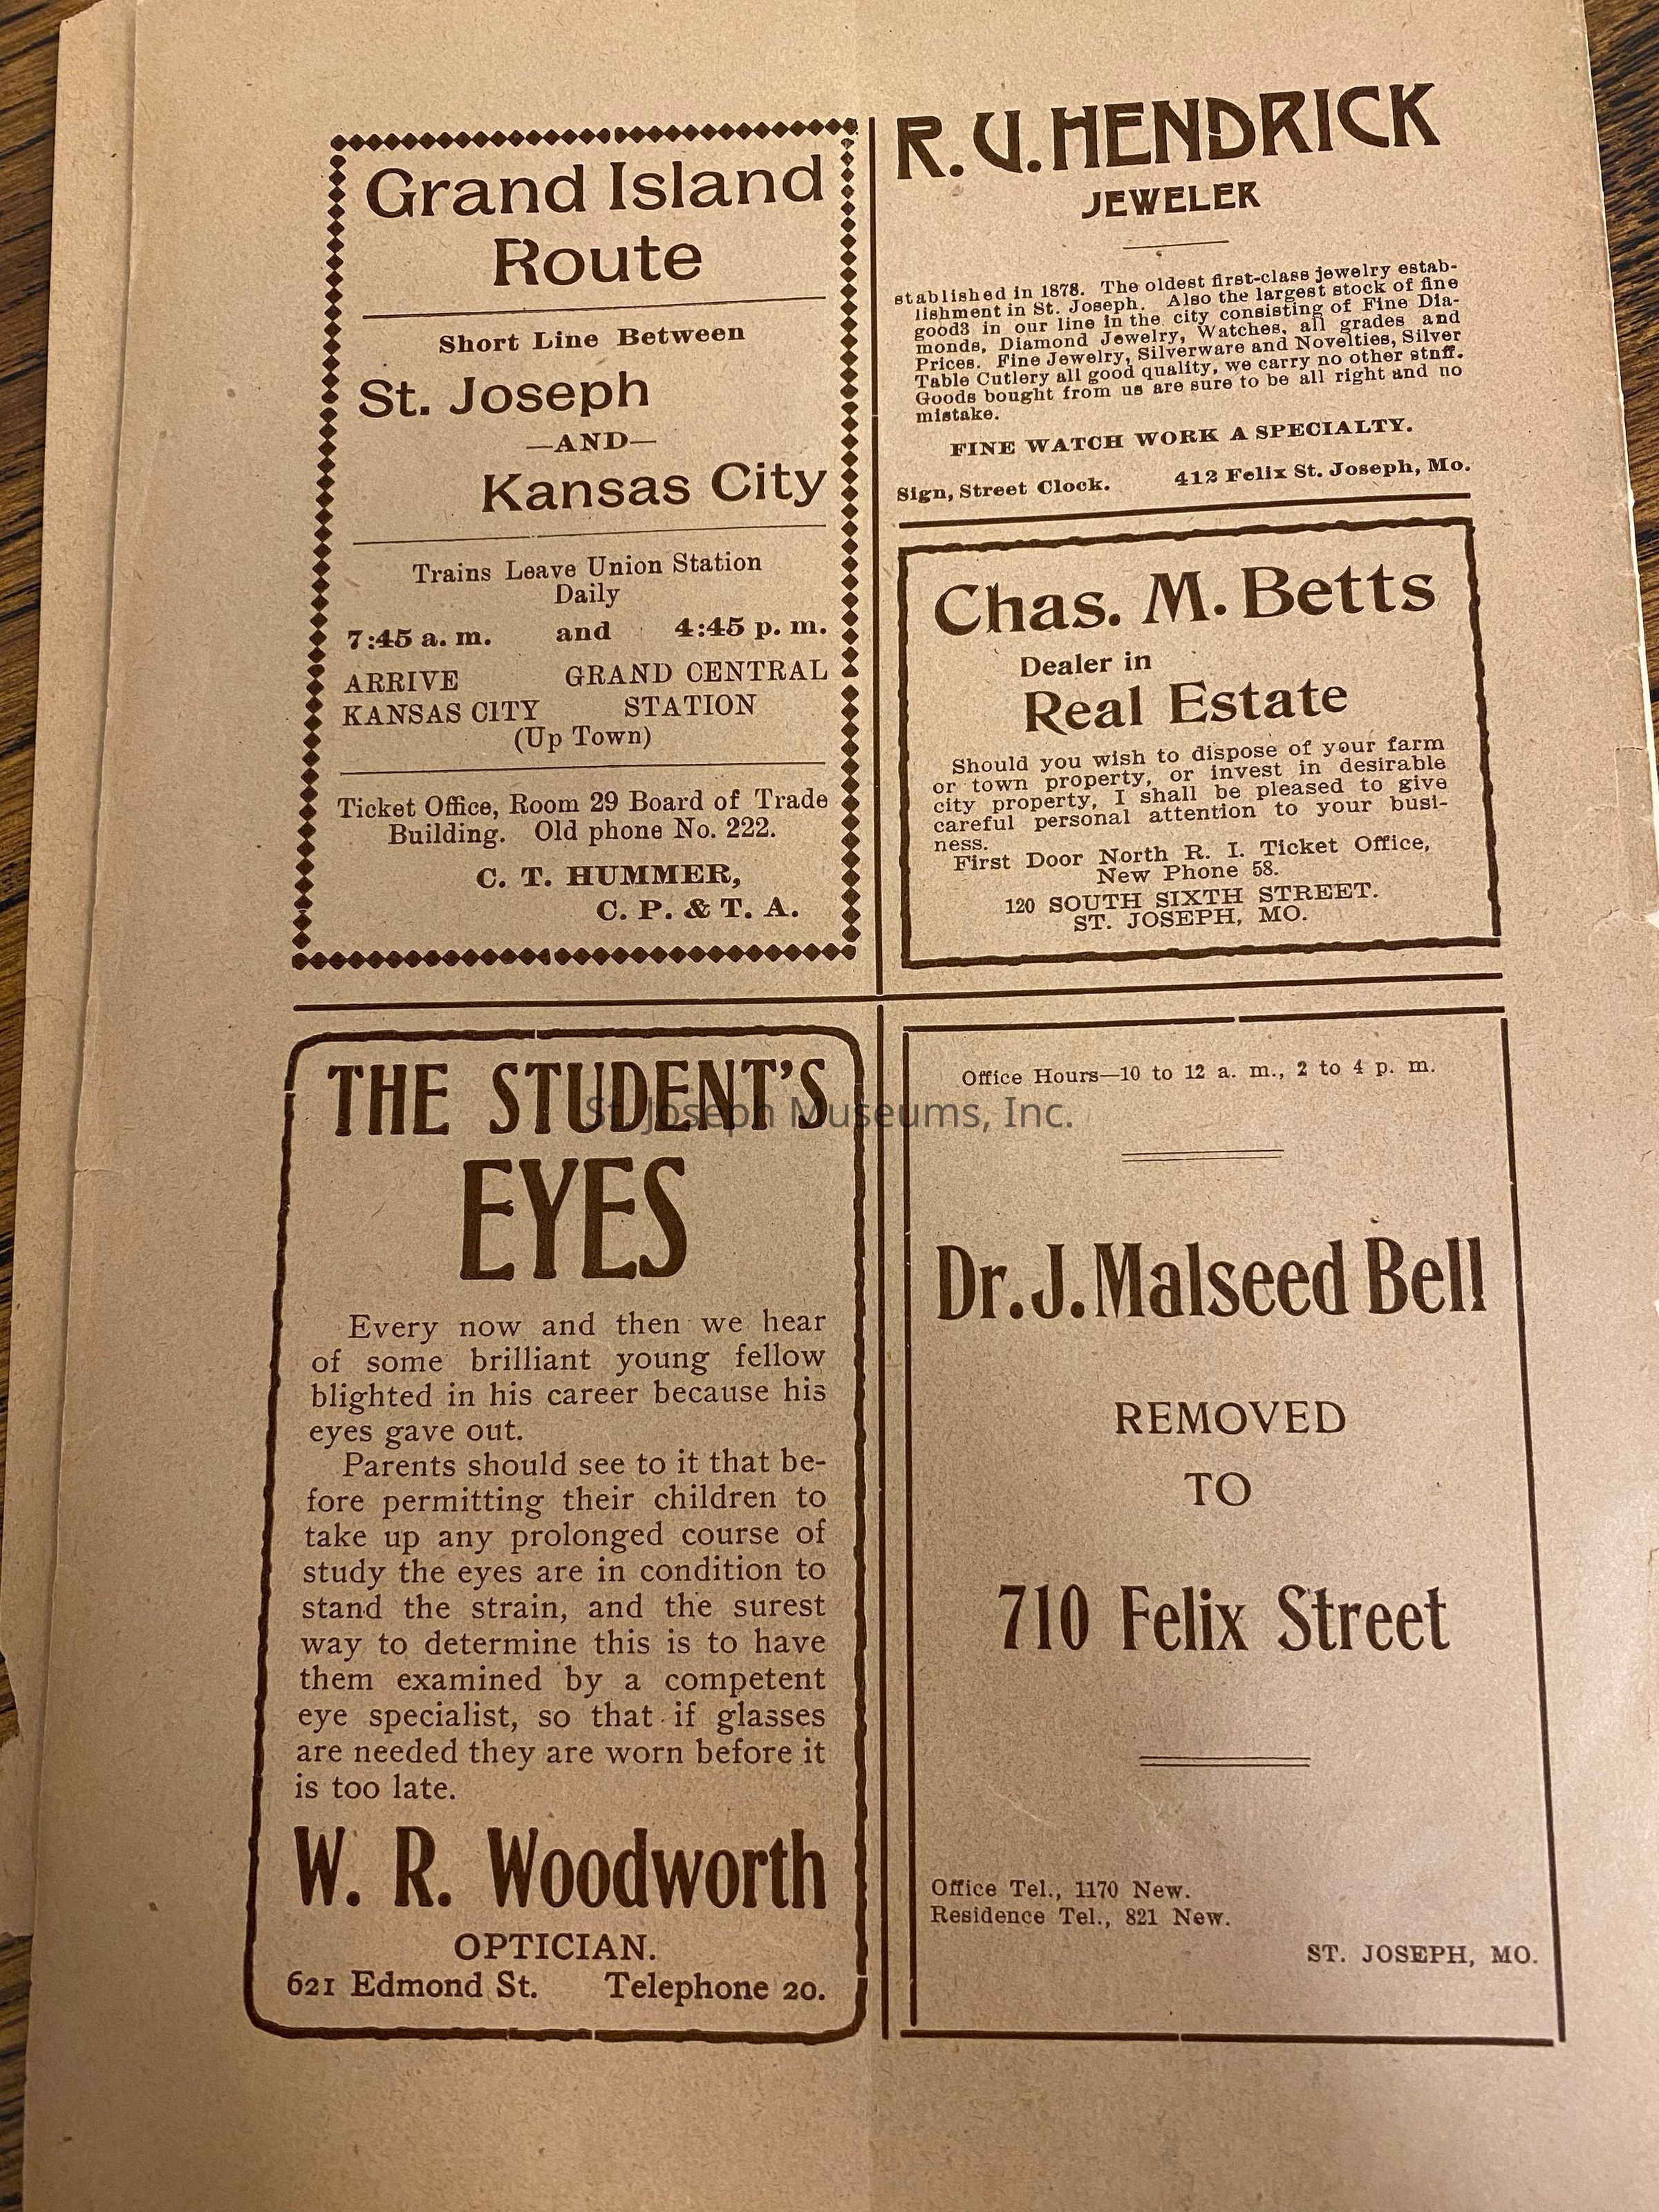 Grand Island
Route
Short Line Between
St. Joseph
—AND—
Kansas City
Trains Leave Union Station
Daily
7:45 a. m. and 4:45 p. m.
ARRIVE GRAND CENTRAL
KANSAS CITY STATION
(Up Town)
Ticket Office, Room 29 Board of Trade
Building. Old phone No. 222.
C. T. HUMMER,
C. P. & T. A.
R. U. HENDRICK
JEWELER
stablished in 1878. The oldest first-class jewelry estab-
lishment in St. Joseph. Also the largest stock of fine
good3 in our line in the city consisting of Fine Dia-
monds, Diamond Jewelry, Watches, all grades and
Prices. Fine Jewelry, Silverware and Novelties, Silver
Table Cutlery all good quality, we carry no other stnff.
Goods bought from us are sure to be all right and no
mistake.
FINE WATCH WORK A SPECIALTY.
Sign, Street Clock. 412 Felix St. Joseph, Mo.
Chas. M. Betts
Dealer in
Real Estate
Should you wish to dispose of your farm
or town property, or invest in desirable
city property, I shall be pleased to give
careful personal attention to your busi-
ness.
First Door North R. I. Ticket Office,
New Phone 58.
120 SOUTH SIXTH STREET.
ST. JOSEPH, MO.
THE STUDENT'S
EYES
Every now and then we hear
of some brilliant young fellow
blighted in his career because his
eyes gave out.
Parents should see to it that be-
fore permitting their children to
take up any prolonged course of
study the eyes are in condition to
stand the strain, and the surest
way to determine this is to have
them examined by a competent
eye specialist, so that if glasses
are needed they are worn before it
is too late.
W. R. Woodworth
OPTICIAN.
621 Edmond St. Telephone 20.
Office Hours—10 to 12 a. m., 2 to 4 p. m.
Dr. J. Malseed Bell
REMOVED
TO
710 Felix Street
Office Tel., 1170 New.
Residence Tel., 821 New.
ST. JOSEPH, MO.
St. Joseph Museums, Inc.